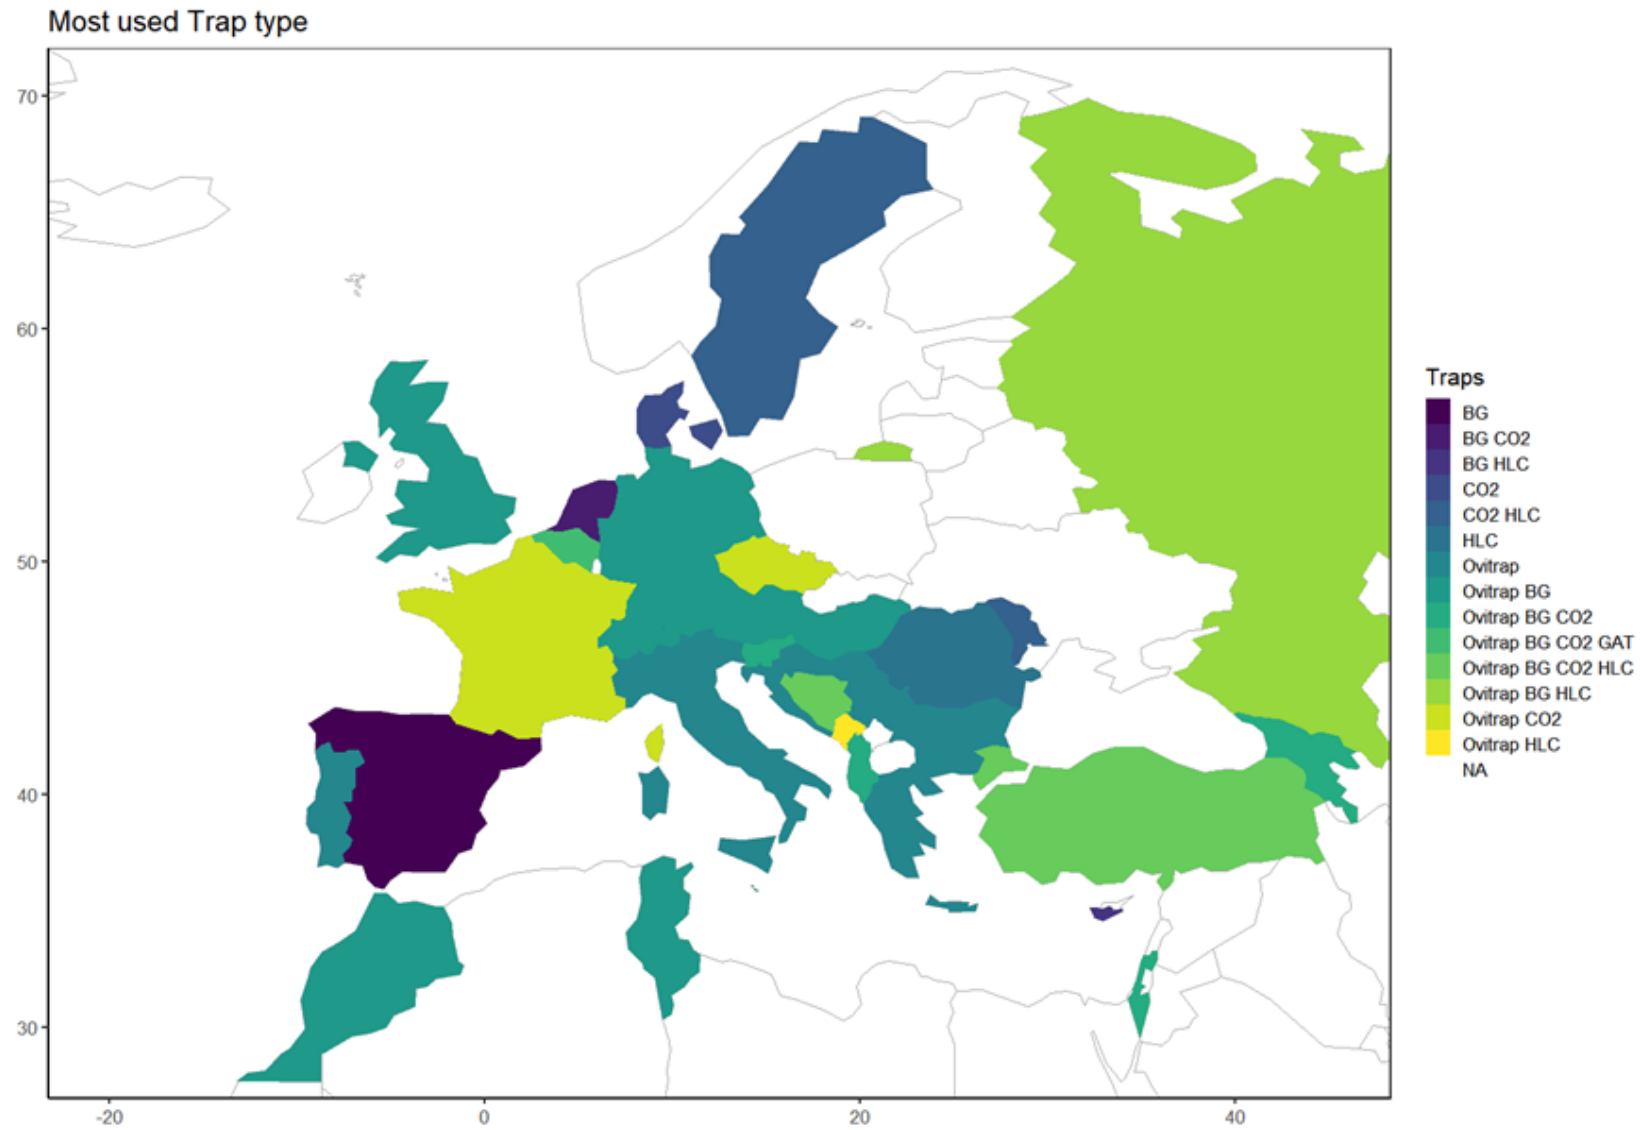 Most used Trap type
70
60
50
40
30
-20
0
20
40
Traps
BG
BG CO2
BG HLC
CO2
CO2 HLC
HLC
Ovitrap
Ovitrap BG
Ovitrap BG CO2
Ovitrap BG CO2 GAT
Ovitrap BG CO2 HLC
Ovitrap BG HLC
Ovitrap CO2
Ovitrap HLC
NA